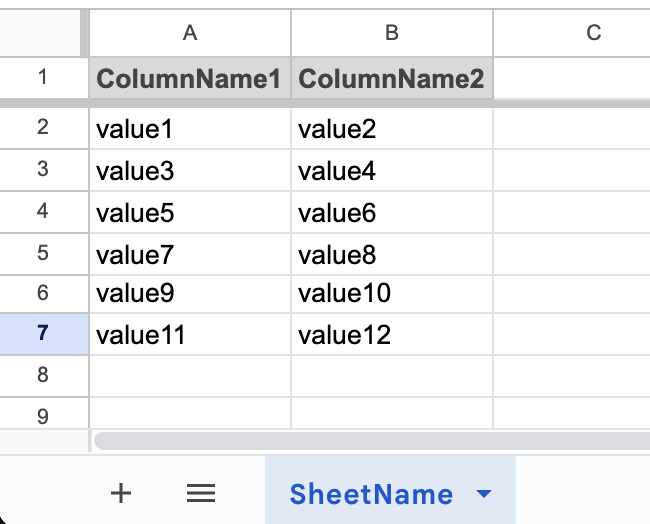 A B C
1 ColumnName1 ColumnName2
2 value1 value2
3 value3 value4
4 value5 value6
5 value7 value8
6 value9 value10
7 value11 value12
8
9
SheetName